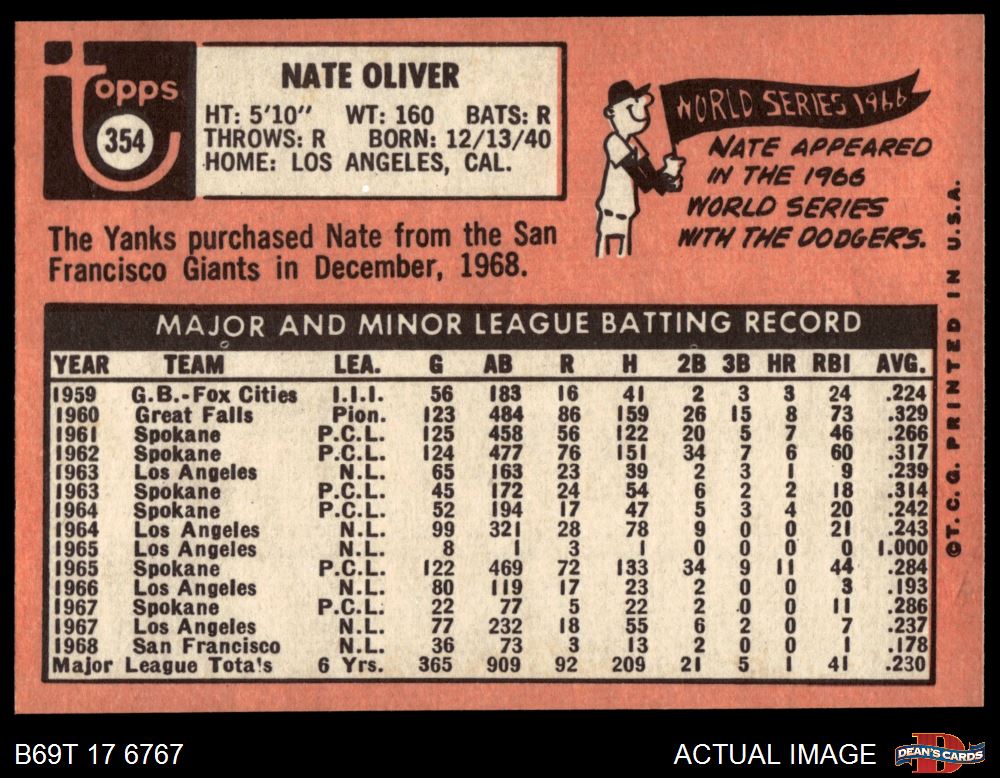 Topps
354
NATE OLIVER
HT: 5'10" WT: 160 BATS: R
THROWS: R BORN: 12/13/40
HOME: LOS ANGELES, CAL.
WORLD SERIES 1966
NATE APPEARED
IN THE 1966
WORLD SERIES
WITH THE DODGERS.
The Yanks purchased Nate from the San
Francisco Giants in December, 1968.
MAJOR AND MINOR LEAGUE BATTING RECORD
YEAR TEAM LEA. G AB R H 2B 3B HR RBI AVG.
1959 G.B.-Fox Cities I.I.I. 56 183 16 41 2 3 3 24 .224
1960 Great Falls Pion. 123 484 86 159 26 15 8 73 .329
1961 Spokane P.C.L. 125 458 56 122 20 5 7 46 .266
1962 Spokane P.C.L. 124 477 76 151 34 7 6 60 .317
1963 Los Angeles N.L. 65 163 23 39 2 3 1 9 .239
1963 Spokane P.C.L. 45 172 24 54 6 2 2 18 .314
1964 Spokane P.C.L. 52 194 17 47 5 3 4 20 .242
1964 Los Angeles N.L. 99 321 28 78 9 0 0 21 .243
1965 Los Angeles N.L. 8 1 3 1 0 0 0 0 1.000
1965 Spokane P.C.L. 122 469 72 133 34 9 11 44 .284
1966 Los Angeles N.L. 80 119 17 23 2 0 0 3 .193
1967 Spokane P.C.L. 22 77 5 22 2 0 0 11 .286
1967 Los Angeles N.L. 77 232 18 55 6 2 0 7 .237
1968 San Francisco N.L. 36 73 3 13 2 0 0 1 .178
Major League Tota's 6 Yrs. 365 909 92 209 21 5 1 41 .230
©T.C.G. PRINTED IN U.S.A.
B69T 17 6767
ACTUAL IMAGE
DEAN'S CARDS